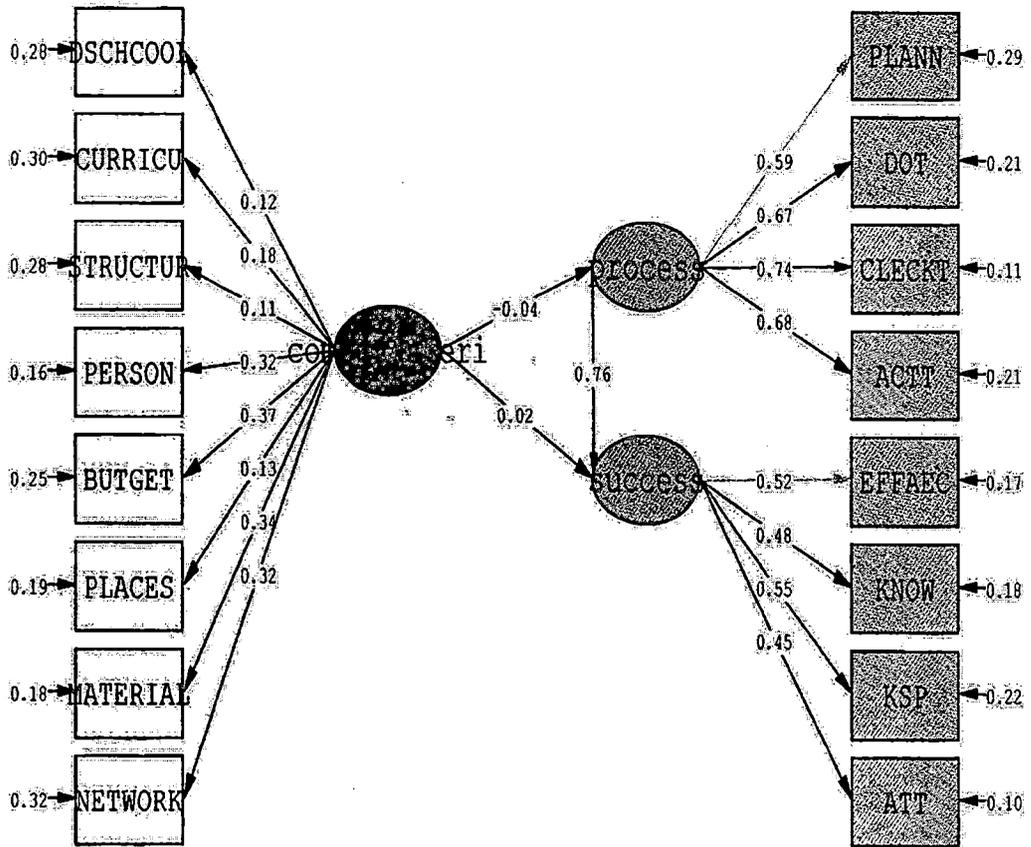 0.28
DSCHCOOL
0.30
CURRICU
0.28
STRUCTUR
0.16
PERSON
0.25
BUTGET
0.19
PLACES
0.18
MATERIAL
0.32
NETWORK
0.12
0.18
0.11
0.32
0.37
0.13
0.34
0.32
-0.04
0.02
process
0.76
success
0.59
0.67
0.74
0.68
0.52
0.48
0.55
0.45
PLANN
0.29
DOT
0.21
CLECKT
0.11
ACTT
0.21
EFFAEC
0.17
KNOW
0.18
KSP
0.22
ATT
0.10